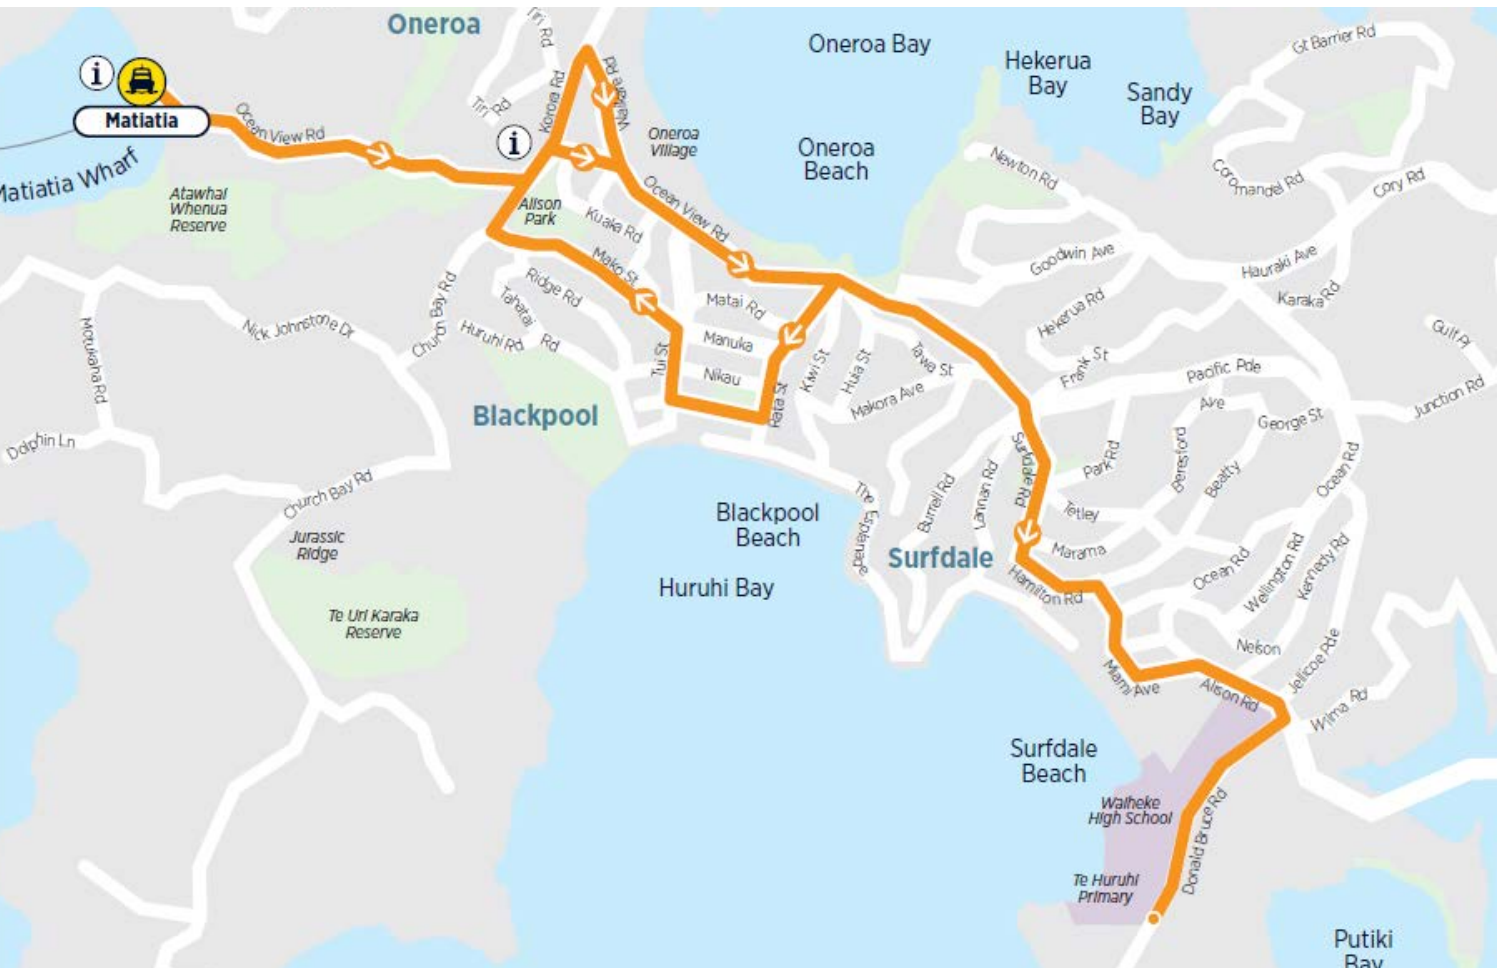 Oneroa
Tiri Rd
Tiri Rd
Korora Rd
Waikare Rd
Oneroa Bay
Hekerua
Bay
Sandy
Bay
Gt Barrier Rd
i
Matiatia
Ocean View Rd
i
Oneroa
Village
Oneroa
Beach
Newton Rd
Coromandel Rd
Cory Rd
Matiatia Wharf
Atawhai
Whenua
Reserve
Alison
Park
Kuaka Rd
Ocean View Rd
Goodwin Ave
Hauraki Ave
Karaka Rd
Mako St
Ridge Rd
Tahatai Rd
Church Bay Rd
Huruhi Rd
Nick Johnstone Dr
Motukaha Rd
Matai Rd
Manuka
Nikau
Tui St
Rata St
Kiwi St
Huia St
Tawa St
Makora Ave
Hekerua Rd
Frank St
Pacific Pde
Gulf Pl
Junction Rd
Blackpool
Dolphin Ln
Church Bay Rd
Jurassic
Ridge
Te Uri Karaka
Reserve
Blackpool
Beach
Huruhi Bay
The Esplanade
Surfdale
Burrell Rd
Lannan Rd
Surfdale Rd
Park Rd
Tetley
Marama
Beresford
Ave
Beatty
George St
Ocean Rd
Ocean Rd
Wellington Rd
Kennedy Rd
Hamilton Rd
Nelson
Jellicoe Pde
Miami Ave
Alison Rd
Wilma Rd
Surfdale
Beach
Waiheke
High School
Donald Bruce Rd
Te Huruhi
Primary
Putiki
Bay